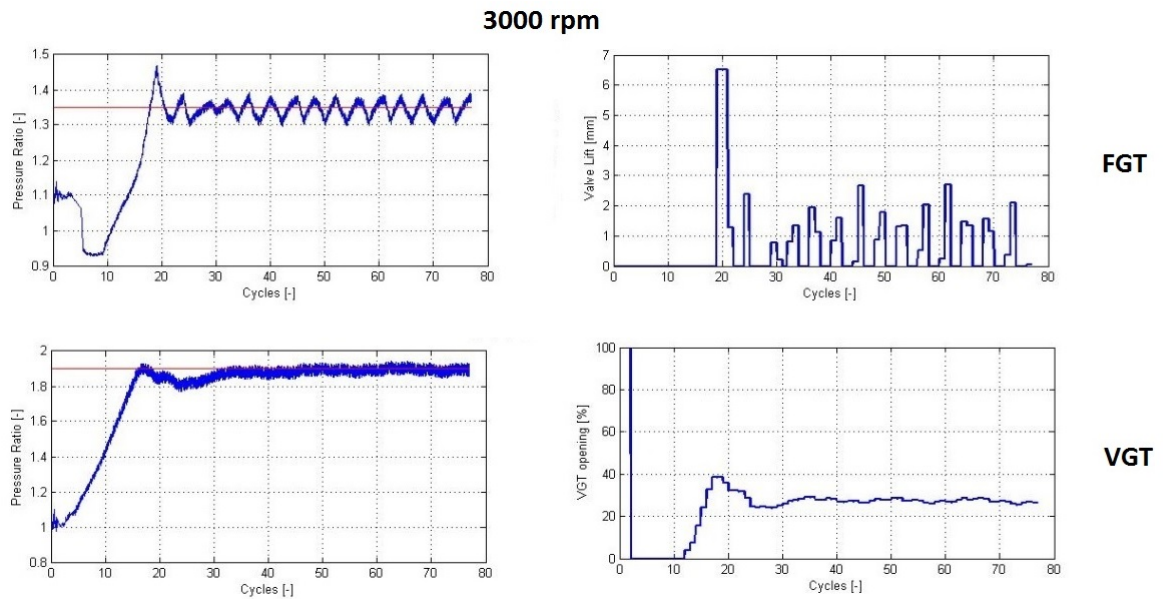 3000 rpm
1.5
1.4
1.3
1.2
1.1
1
0.9
Pressure Ratio [-]
0 10 20 30 40 50 60 70 80
Cycles [-]
7
6
5
4
3
2
1
0
Valve Lift [mm]
0 10 20 30 40 50 60 70 80
Cycles [-]
FGT
2
1.8
1.6
1.4
1.2
1
0.8
Pressure Ratio [-]
0 10 20 30 40 50 60 70 80
Cycles [-]
100
80
60
40
20
0
VGT opening [%]
0 10 20 30 40 50 60 70 80
Cycles [-]
VGT